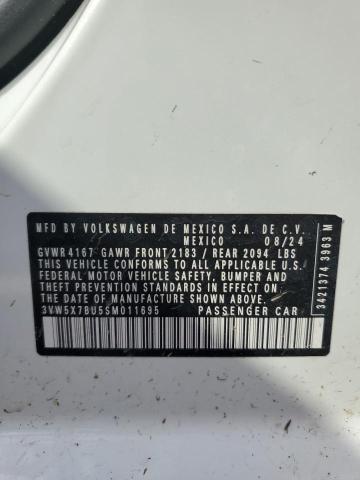 MFD BY VOLKSWAGEN DE MEXICO S.A. DE C.V.
MEXICO 08/24
GVWR 4167 GAWR FRONT 2183 / REAR 2094 LBS
THIS VEHICLE CONFORMS TO ALL APPLICABLE U.S.
FEDERAL MOTOR VEHICLE SAFETY, BUMPER, AND
THEFT PREVENTION STANDARDS IN EFFECT ON THE
DATE OF MANUFACTURE SHOWN ABOVE.
3VW5X7BU5SM011695 PASSENGER CAR
3421374 3963 M